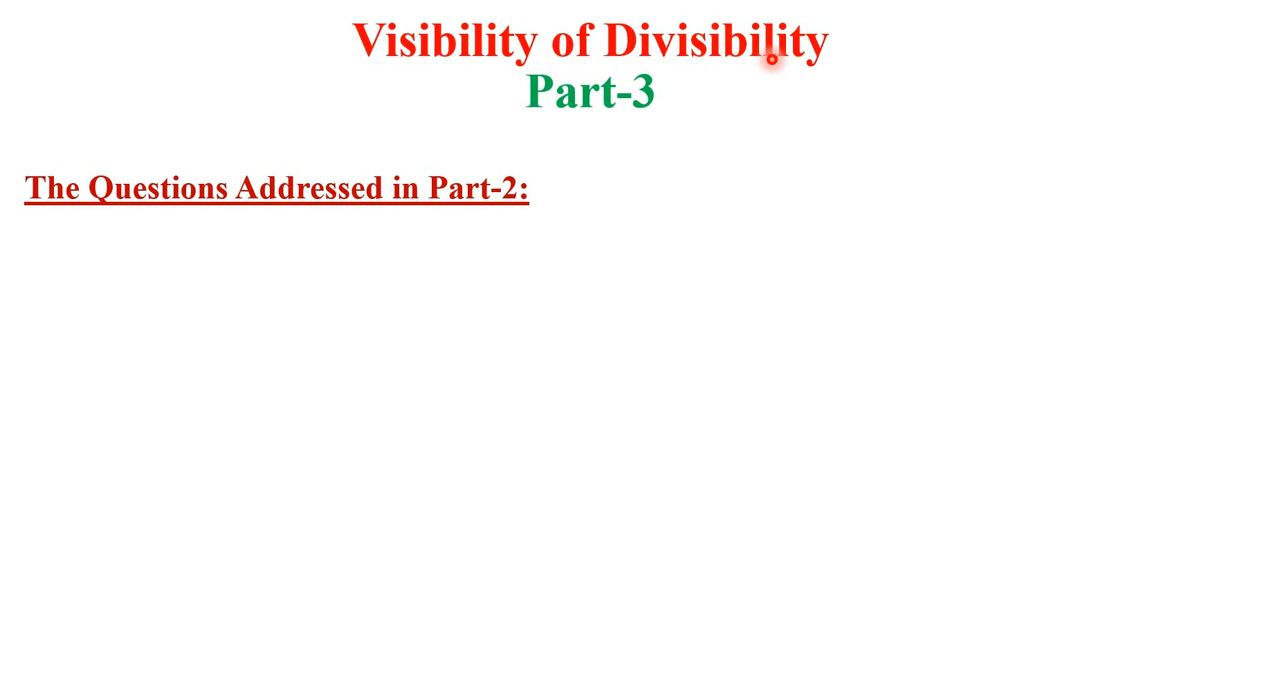 Visibility of Divisibility
Part-3
The Questions Addressed in Part-2: